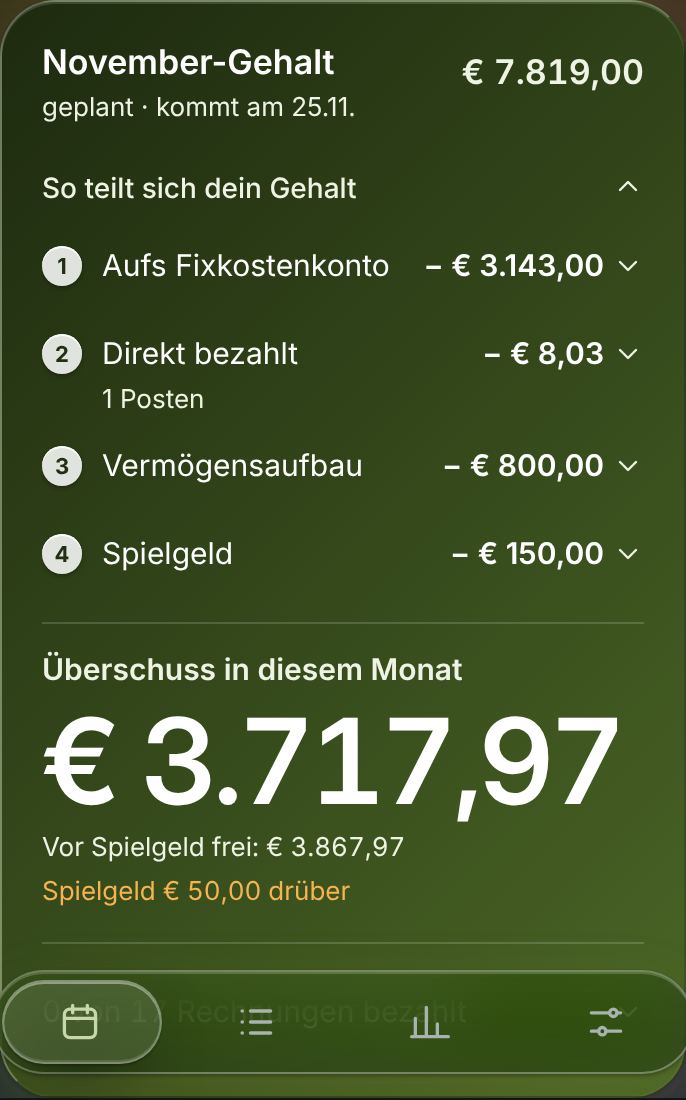 November-Gehalt
€ 7.819,00
geplant · kommt am 25.11.
So teilt sich dein Gehalt
1 Aufs Fixkostenkonto – € 3.143,00
2 Direkt bezahlt – € 8,03
1 Posten
3 Vermögensaufbau – € 800,00
4 Spielgeld – € 150,00
Überschuss in diesem Monat
€ 3.717,97
Vor Spielgeld frei: € 3.867,97
Spielgeld € 50,00 drüber
Rechnungen bezahlt